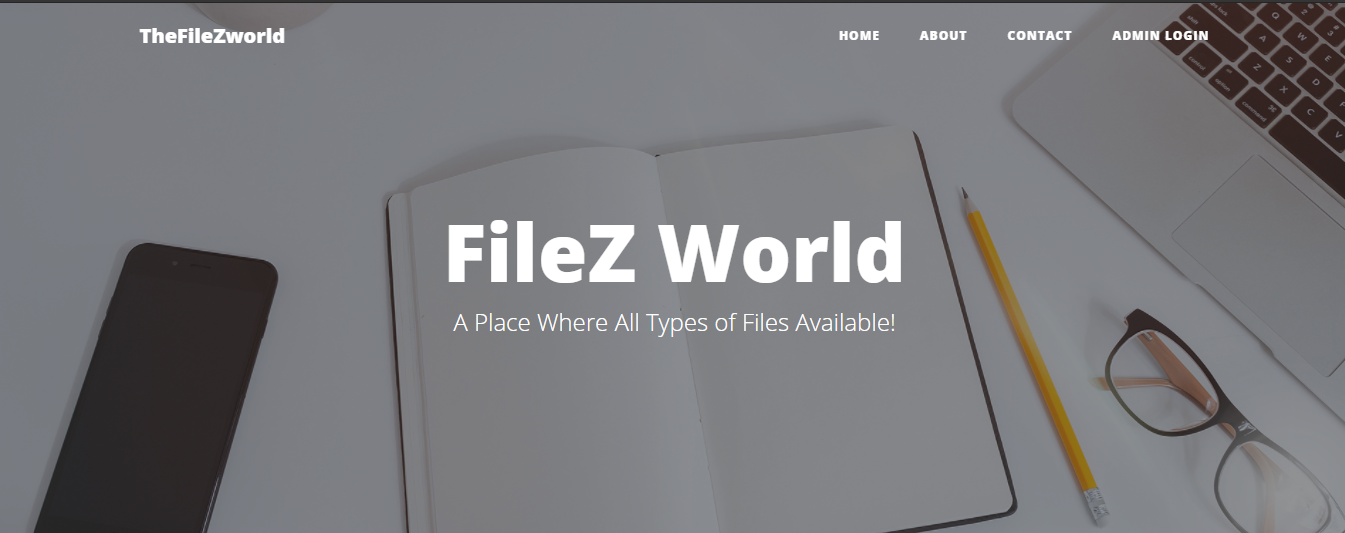 TheFileZworld
HOME ABOUT CONTACT ADMIN LOGIN
FileZ World
A Place Where All Types of Files Available!